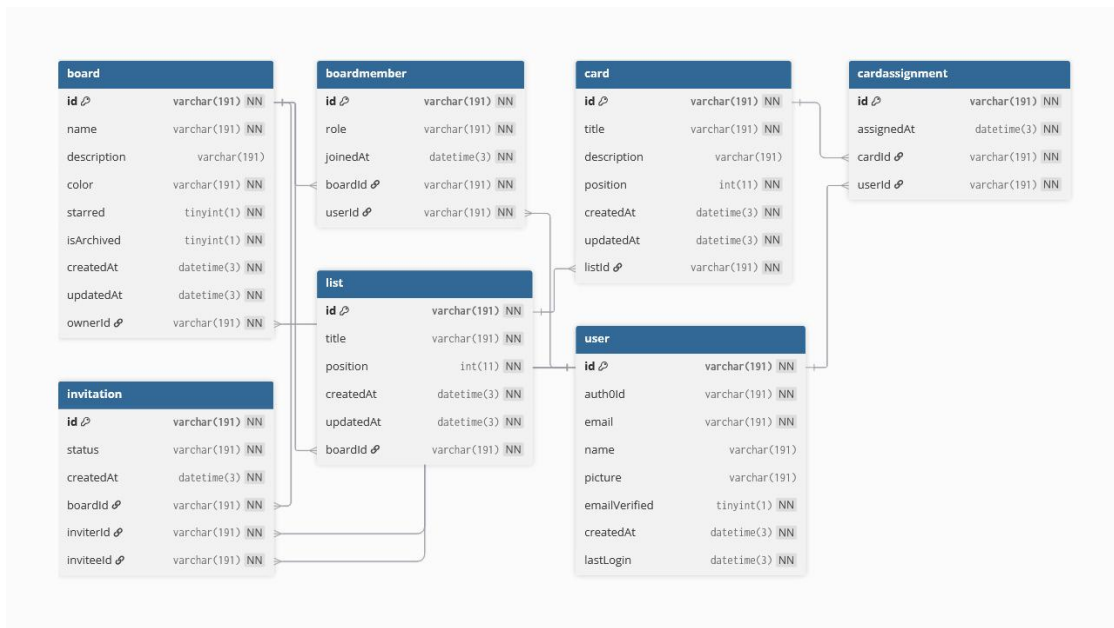 board
id varchar(191) NN
name varchar(191) NN
description varchar(191)
color varchar(191) NN
starred tinyint(1) NN
isArchived tinyint(1) NN
createdAt datetime(3) NN
updatedAt datetime(3) NN
ownerId varchar(191) NN
boardmember
id varchar(191) NN
role varchar(191) NN
joinedAt datetime(3) NN
boardId varchar(191) NN
userId varchar(191) NN
card
id varchar(191) NN
title varchar(191) NN
description varchar(191)
position int(11) NN
createdAt datetime(3) NN
updatedAt datetime(3) NN
listId varchar(191) NN
cardassignment
id varchar(191) NN
assignedAt datetime(3) NN
cardId varchar(191) NN
userId varchar(191) NN
list
id varchar(191) NN
title varchar(191) NN
position int(11) NN
createdAt datetime(3) NN
updatedAt datetime(3) NN
boardId varchar(191) NN
user
id varchar(191) NN
auth0Id varchar(191) NN
email varchar(191) NN
name varchar(191)
picture varchar(191)
emailVerified tinyint(1) NN
createdAt datetime(3) NN
lastLogin datetime(3) NN
invitation
id varchar(191) NN
status varchar(191) NN
createdAt datetime(3) NN
boardId varchar(191) NN
inviterId varchar(191) NN
inviteeId varchar(191) NN